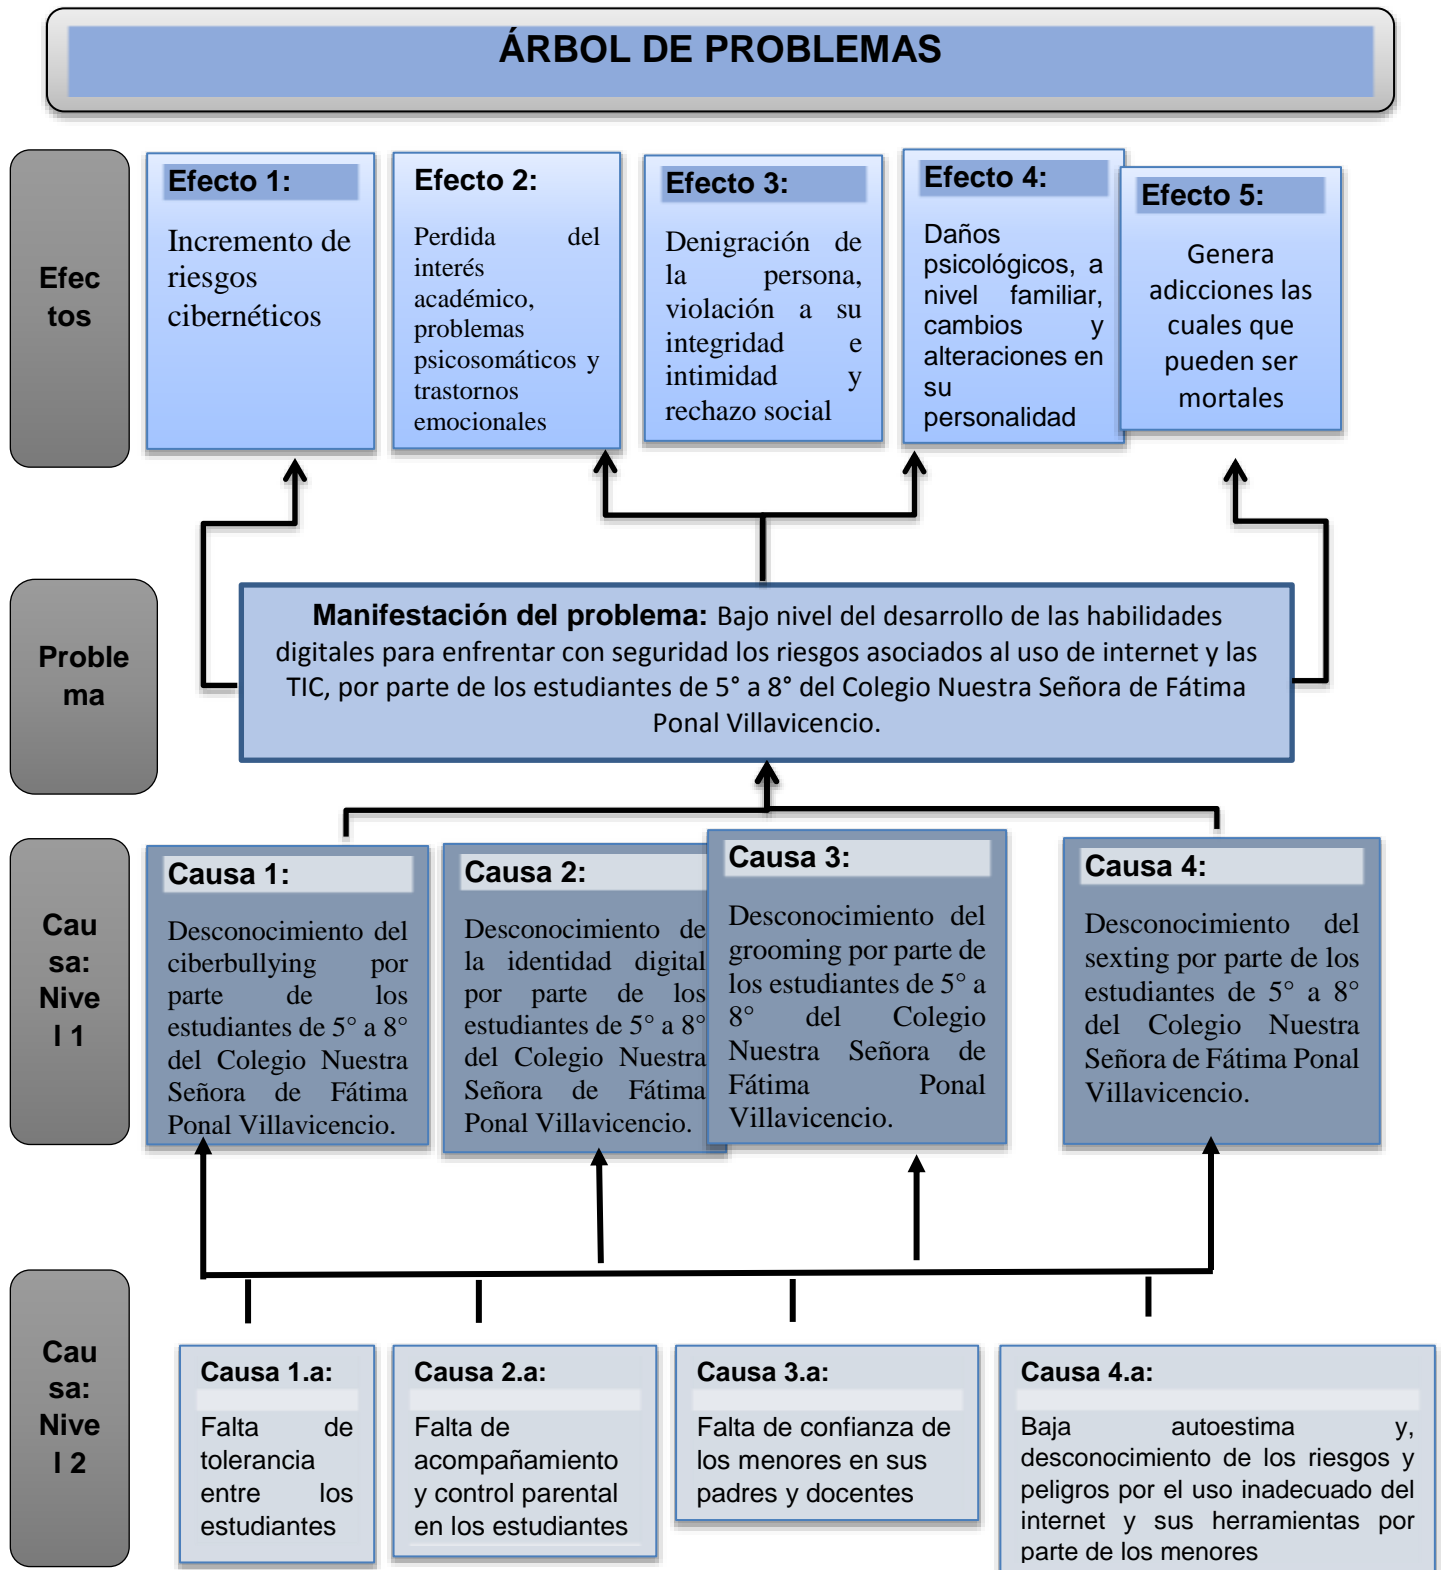 ÁRBOL DE PROBLEMAS
Efec
tos
Efecto 1:
Incremento de
riesgos
cibernéticos
Efecto 2:
Perdida del
interés
académico,
problemas
psicosomáticos y
trastornos
emocionales
Efecto 3:
Denigración de
la persona,
violación a su
integridad e
intimidad y
rechazo social
Efecto 4:
Daños
psicológicos, a
nivel familiar,
cambios y
alteraciones en
su
personalidad
Efecto 5:
Genera
adicciones las
cuales que
pueden ser
mortales
Proble
ma
Manifestación del problema: Bajo nivel del desarrollo de las habilidades
digitales para enfrentar con seguridad los riesgos asociados al uso de internet y las
TIC, por parte de los estudiantes de 5° a 8° del Colegio Nuestra Señora de Fátima
Ponal Villavicencio.
Cau
sa:
Nive
l 1
Causa 1:
Desconocimiento del
ciberbullying por
parte de los
estudiantes de 5° a 8°
del Colegio Nuestra
Señora de Fátima
Ponal Villavicencio.
Causa 2:
Desconocimiento de
la identidad digital
por parte de los
estudiantes de 5° a 8°
del Colegio Nuestra
Señora de Fátima
Ponal Villavicencio.
Causa 3:
Desconocimiento del
grooming por parte de
los estudiantes de 5° a
8° del Colegio
Nuestra Señora de
Fátima Ponal
Villavicencio.
Causa 4:
Desconocimiento del
sexting por parte de los
estudiantes de 5° a 8°
del Colegio Nuestra
Señora de Fátima Ponal
Villavicencio.
Cau
sa:
Nive
l 2
Causa 1.a:
Falta de
tolerancia
entre los
estudiantes
Causa 2.a:
Falta de
acompañamiento
y control parental
en los estudiantes
Causa 3.a:
Falta de confianza de
los menores en sus
padres y docentes
Causa 4.a:
Baja autoestima y,
desconocimiento de los riesgos y
peligros por el uso inadecuado del
internet y sus herramientas por
parte de los menores